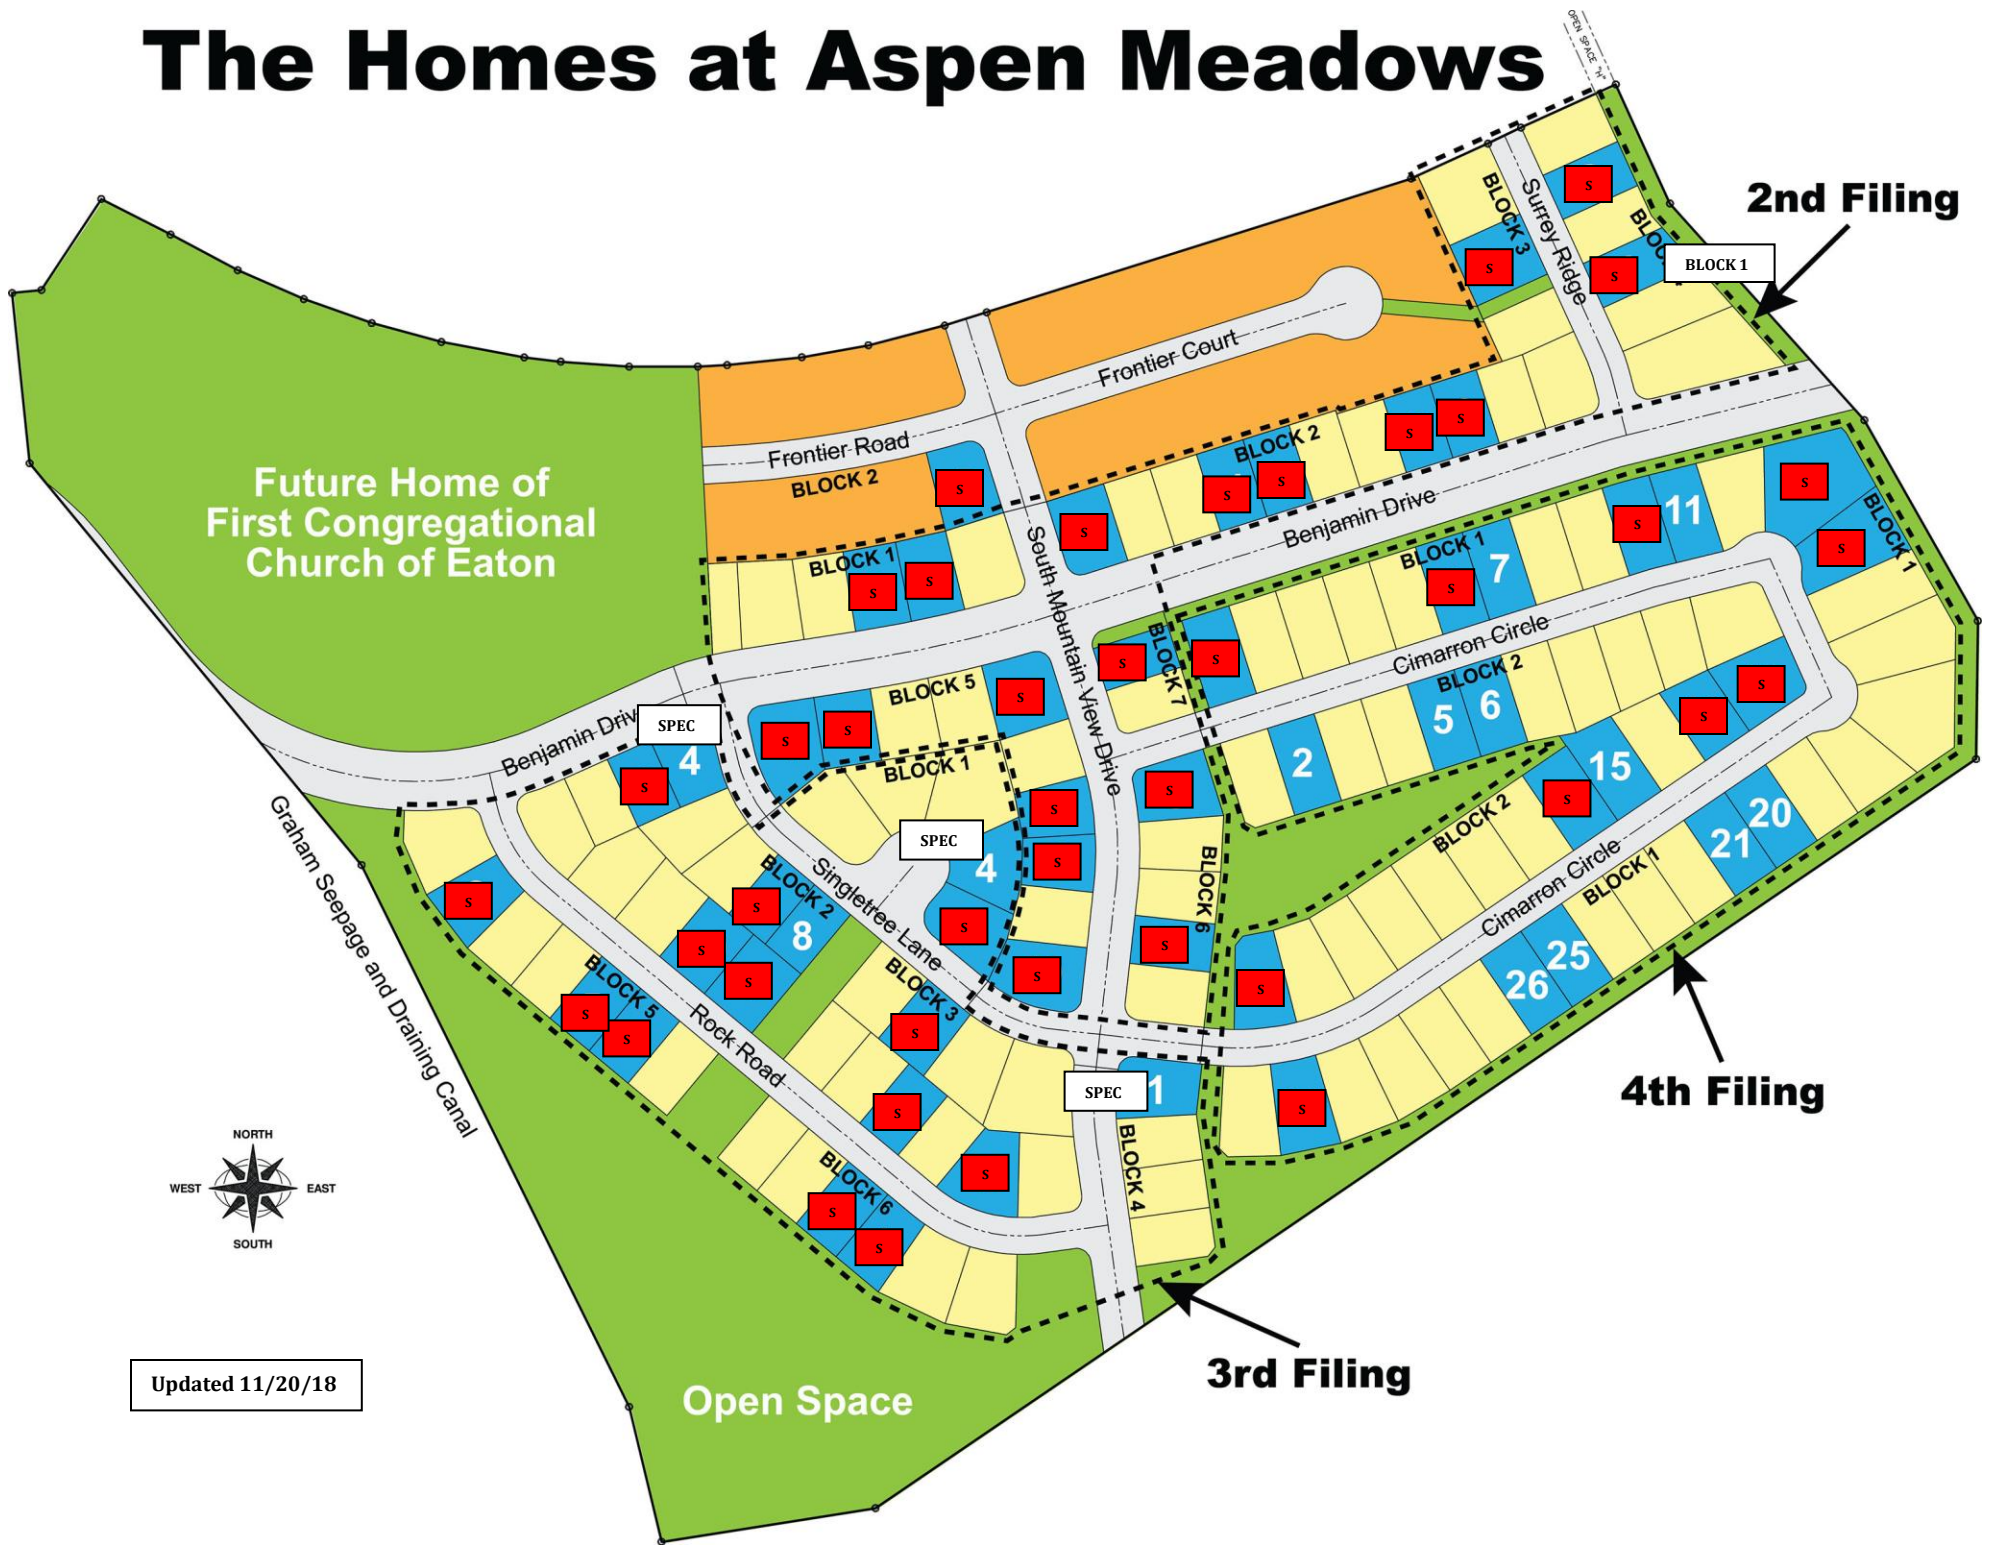 The Homes at Aspen Meadows
OPEN SPACE "H"
2nd Filing
BLOCK 3
Surrey Ridge
S
S
S
BLOCK 1
Frontier Court
Frontier Road
BLOCK 2
S
Future Home of
First Congregational
Church of Eaton
BLOCK 2
S
S
S
S
S
BLOCK 1
S
S
South Mountain View Drive
Benjamin Drive
BLOCK 1
S
7
S
11
S
S
BLOCK 1
S
BLOCK 7
S
Cimarron Circle
BLOCK 2
2
5
6
S
S
Benjamin Drive
SPEC
4
S
S
S
BLOCK 5
S
BLOCK 1
SPEC
4
S
S
S
S
S
BLOCK 6
S
S
15
BLOCK 2
20
21
Cimarron Circle
BLOCK 1
25
26
S
S
4th Filing
Graham Seepage and Draining Canal
S
S
BLOCK 2
8
S
S
Singletree Lane
BLOCK 5
S
S
Rock Road
BLOCK 3
S
S
S
SPEC
1
BLOCK 4
BLOCK 6
S
S
3rd Filing
NORTH
WEST
EAST
SOUTH
Updated 11/20/18
Open Space